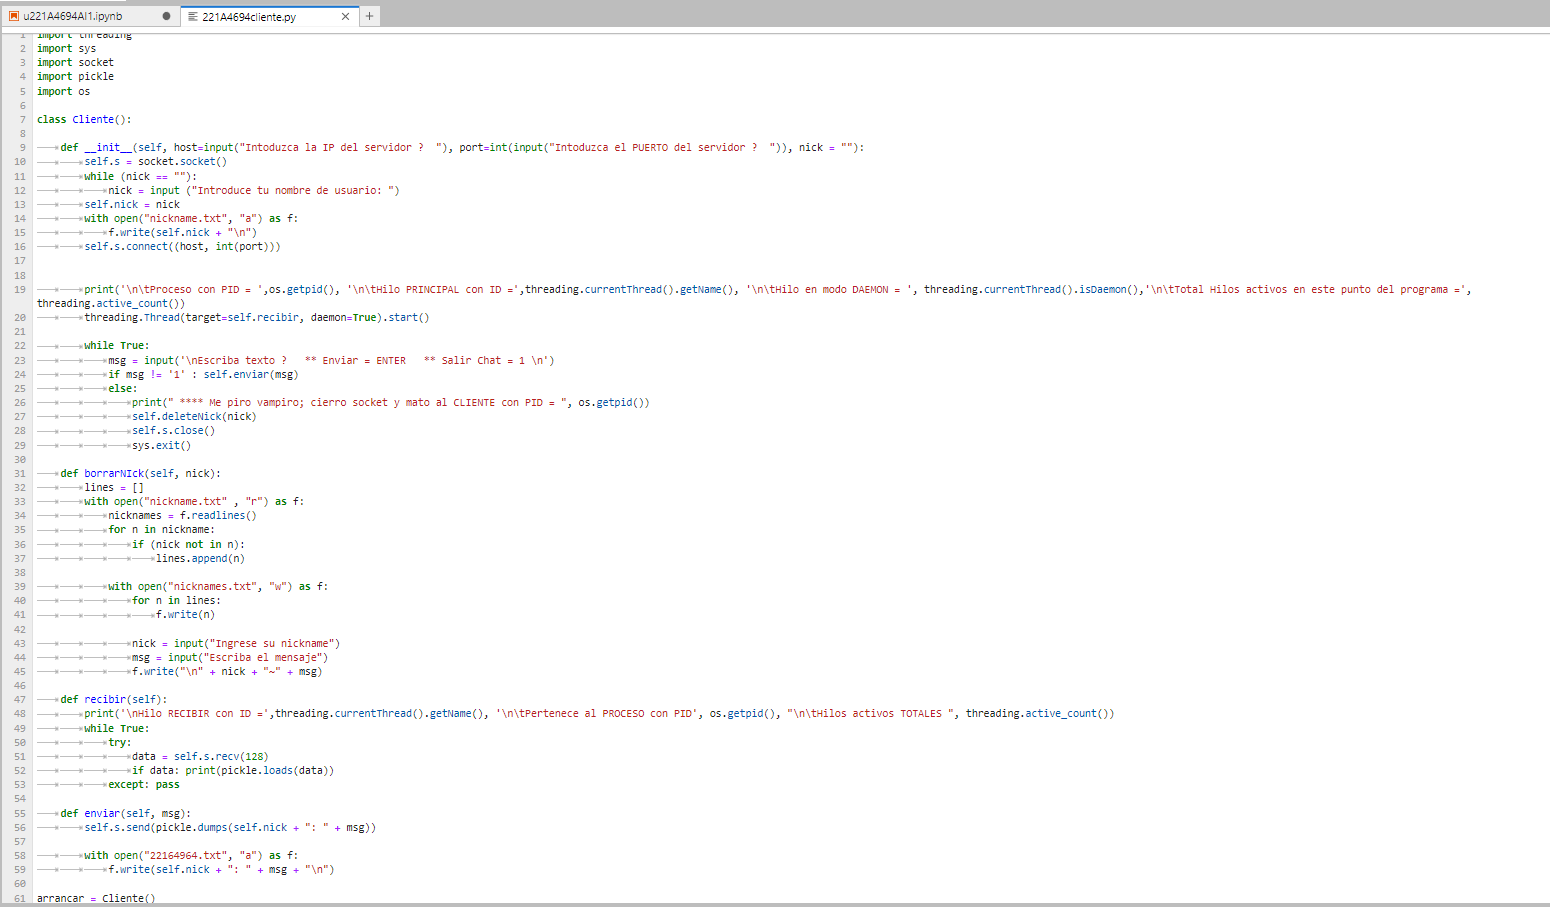 u221A4694AI1.ipynb
221A4694cliente.py
1 import threading
2 import sys
3 import socket
4 import pickle
5 import os
6
7 class Cliente():
8
9 def __init__(self, host=input("Intoduzca la IP del servidor ?  "), port=int(input("Intoduzca el PUERTO del servidor ?  ")), nick = ""):
10 self.s = socket.socket()
11 while (nick == ""):
12 nick = input ("Introduce tu nombre de usuario: ")
13 self.nick = nick
14 with open("nickname.txt", "a") as f:
15 f.write(self.nick + "\n")
16 self.s.connect((host, int(port)))
17
18
19 print('\n\tProceso con PID = ',os.getpid(), '\n\tHilo PRINCIPAL con ID =',threading.currentThread().getName(), '\n\tHilo en modo DAEMON = ', threading.currentThread().isDaemon(),'\n\tTotal Hilos activos en este punto del programa =',
threading.active_count())
20 threading.Thread(target=self.recibir, daemon=True).start()
21
22 while True:
23 msg = input('\nEscriba texto ?   ** Enviar = ENTER   ** Salir Chat = 1 \n')
24 if msg != '1' : self.enviar(msg)
25 else:
26 print(" **** Me piro vampiro; cierro socket y mato al CLIENTE con PID = ", os.getpid())
27 self.deleteNick(nick)
28 self.s.close()
29 sys.exit()
30
31 def borrarNIck(self, nick):
32 lines = []
33 with open("nickname.txt" , "r") as f:
34 nicknames = f.readlines()
35 for n in nickname:
36 if (nick not in n):
37 lines.append(n)
38
39 with open("nicknames.txt", "w") as f:
40 for n in lines:
41 f.write(n)
42
43 nick = input("Ingrese su nickname")
44 msg = input("Escriba el mensaje")
45 f.write("\n" + nick + "~" + msg)
46
47 def recibir(self):
48 print('\nHilo RECIBIR con ID =',threading.currentThread().getName(), '\n\tPertenece al PROCESO con PID', os.getpid(), "\n\tHilos activos TOTALES ", threading.active_count())
49 while True:
50 try:
51 data = self.s.recv(128)
52 if data: print(pickle.loads(data))
53 except: pass
54
55 def enviar(self, msg):
56 self.s.send(pickle.dumps(self.nick + ": " + msg))
57
58 with open("22164964.txt", "a") as f:
59 f.write(self.nick + ": " + msg + "\n")
60
61 arrancar = Cliente()